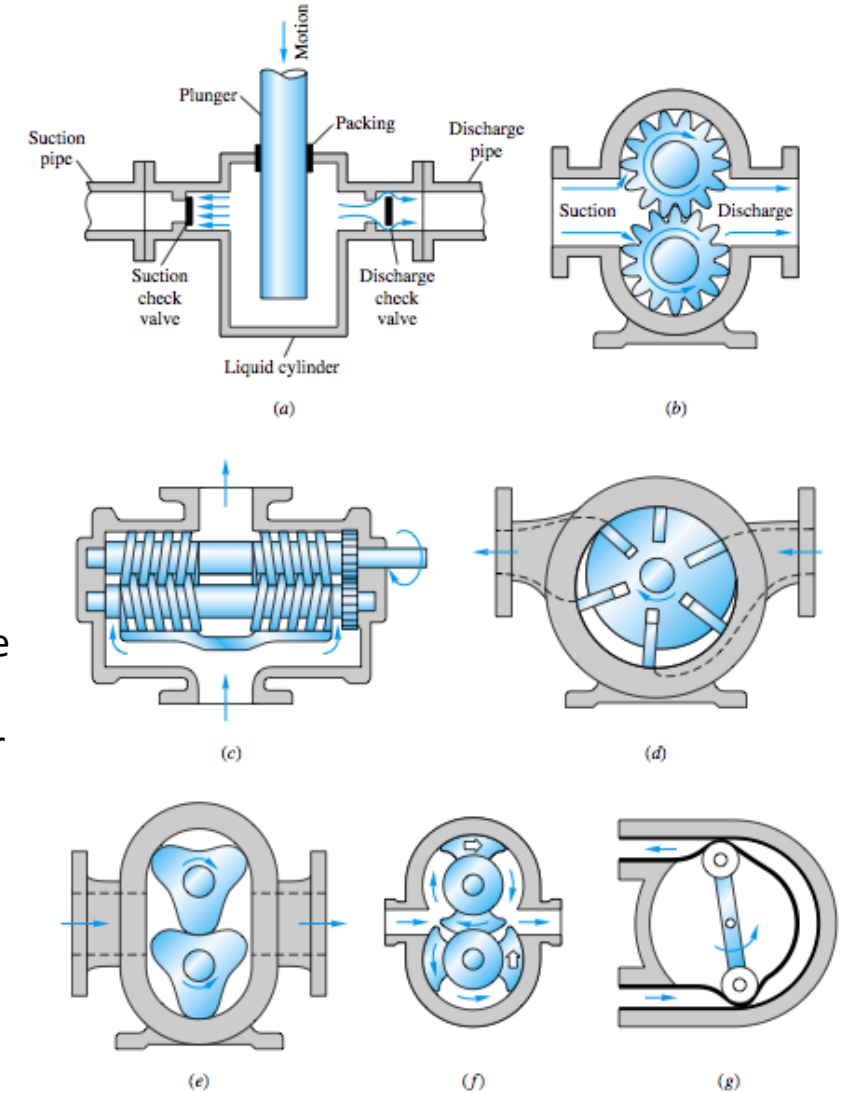 Motion
Plunger
Packing
Suction
pipe
Discharge
pipe
Suction
check
valve
Discharge
check
valve
Liquid cylinder
(a)
Suction
Discharge
(b)
e
r
(c)
(d)
(e)
(f)
(g)